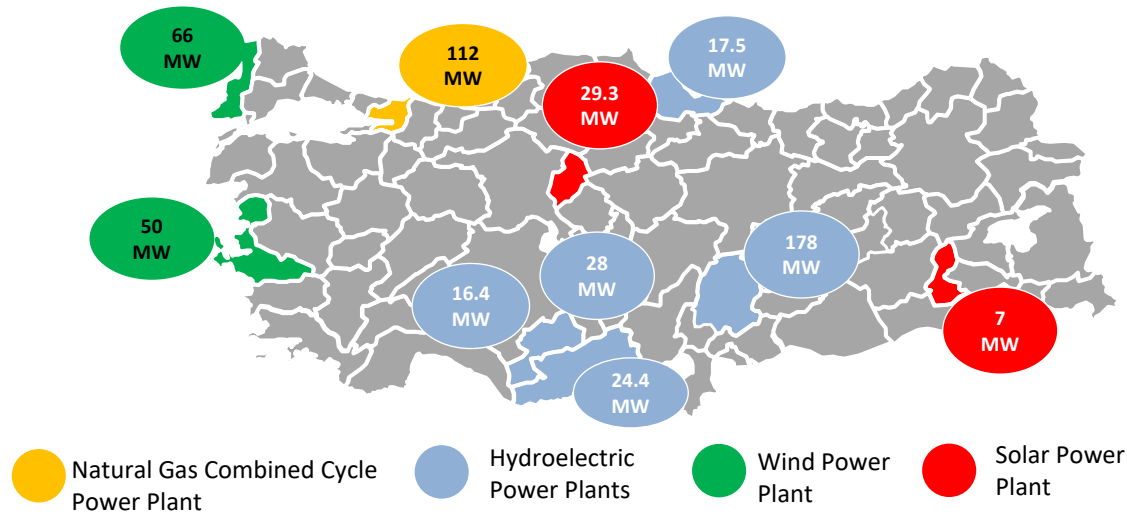 66
MW
112
MW
17.5
MW
29.3
MW
50
MW
178
MW
28
MW
16.4
MW
7
MW
24.4
MW
Natural Gas Combined Cycle
Power Plant
Hydroelectric
Power Plants
Wind Power
Plant
Solar Power
Plant